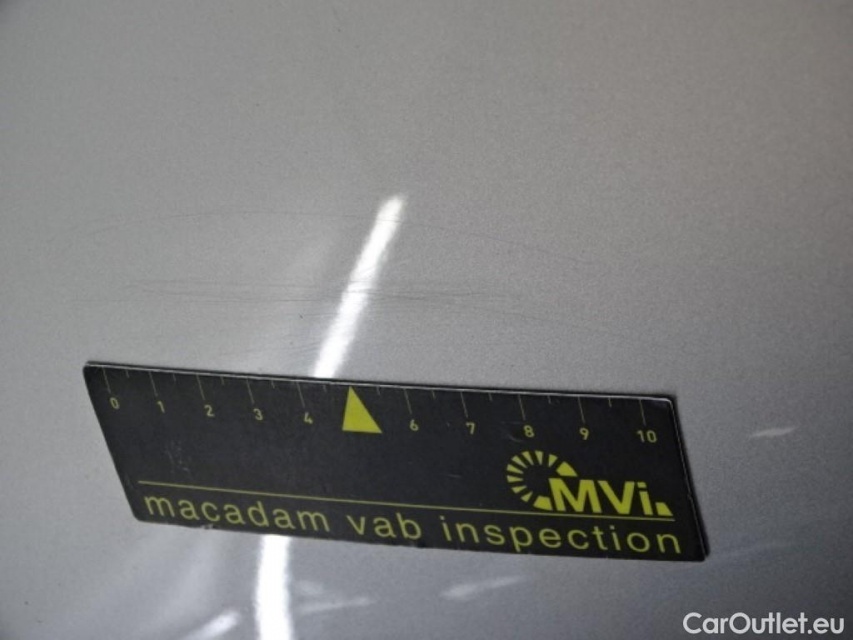 0 1 2 3 4 6 7 8 9 10
MVi.
macadam vab inspection
CarOutlet.eu